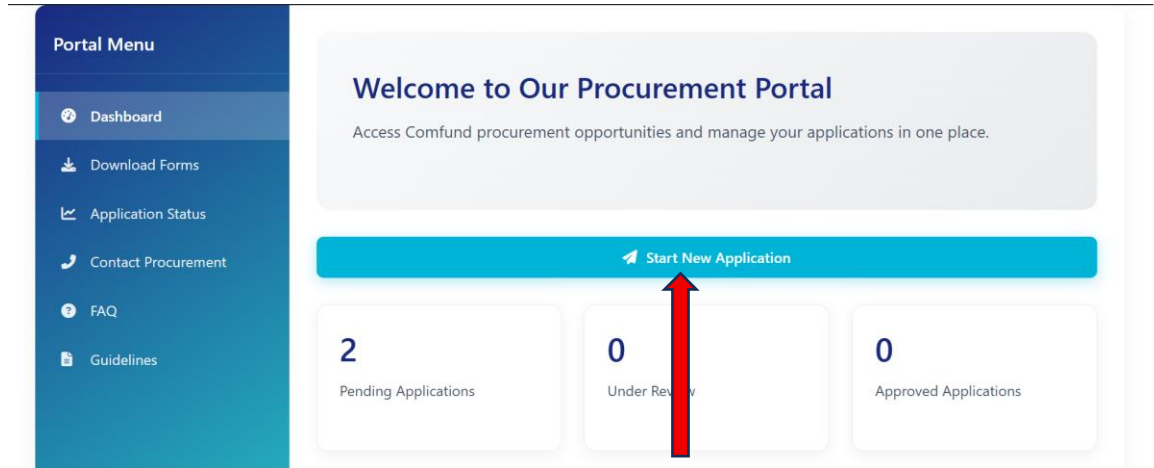 Portal Menu
Dashboard
Download Forms
Application Status
Contact Procurement
FAQ
Guidelines
Welcome to Our Procurement Portal
Access Comfund procurement opportunities and manage your applications in one place.
Start New Application
2
Pending Applications
0
Under Review
0
Approved Applications